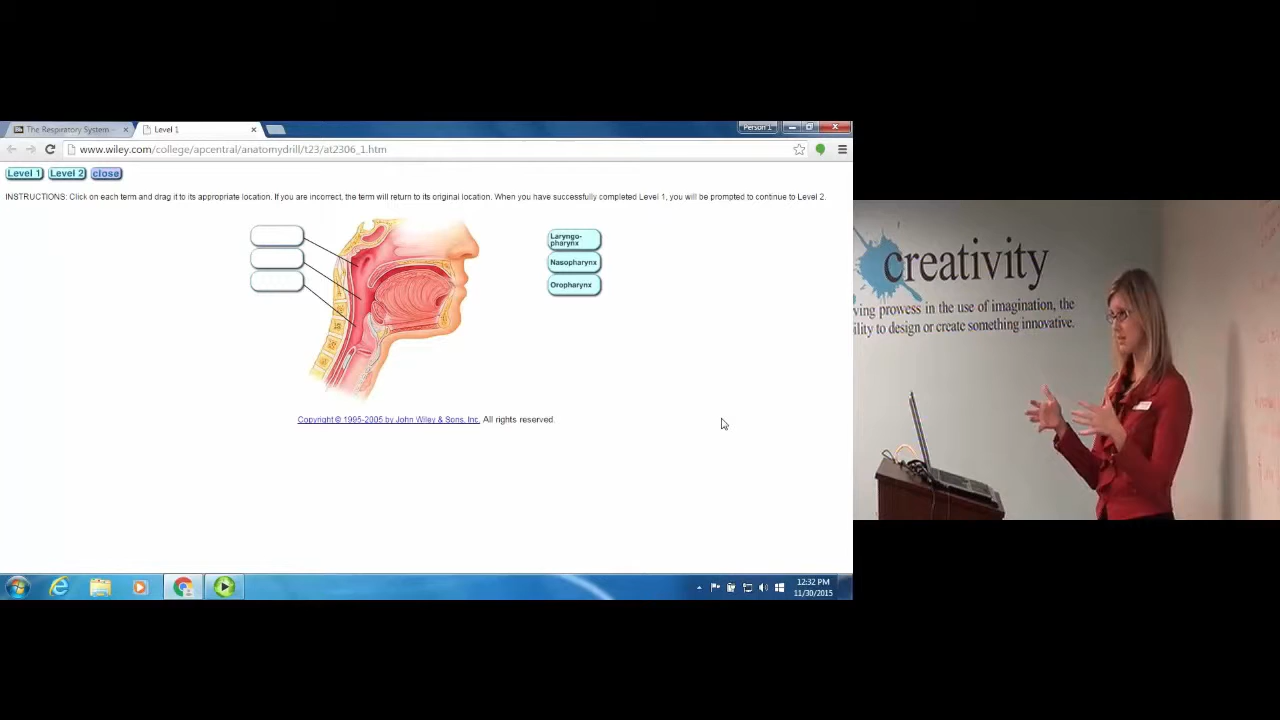 The Respiratory System -
Level 1
Person 1
www.wiley.com/college/apcentral/anatomydrill/t23/at2306_1.htm
Level 1
Level 2
close
INSTRUCTIONS: Click on each term and drag it to its appropriate location. If you are incorrect, the term will return to its original location. When you have successfully completed Level 1, you will be prompted to continue to Level 2.
Laryngo-
pharynx
Nasopharynx
Oropharynx
Copyright © 1995-2005 by John Wiley & Sons, Inc. All rights reserved.
12:32 PM
11/30/2015
creativity
ving prowess in the use of imagination, the
ility to design or create something innovative.